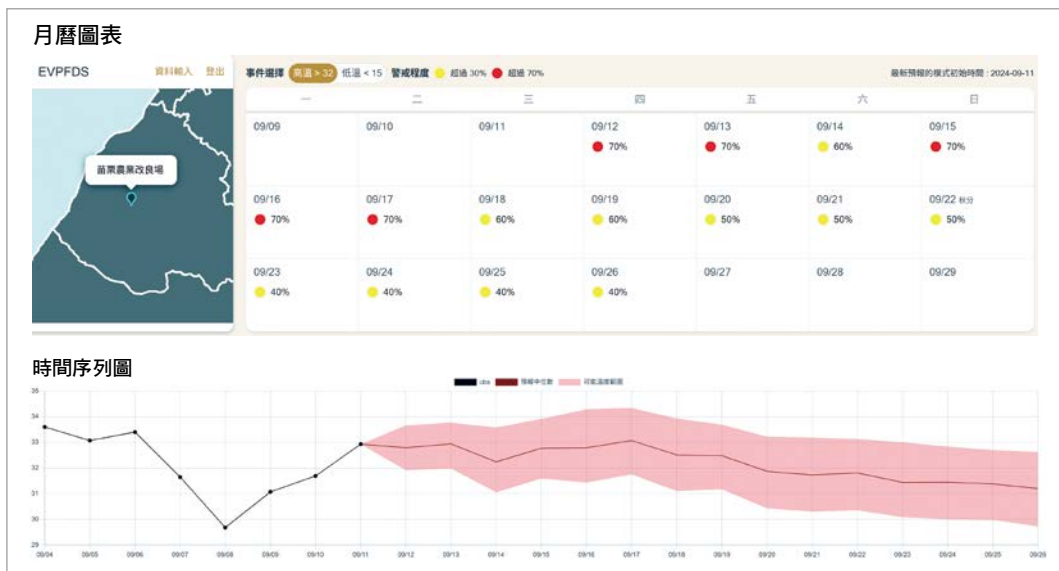 月曆圖表
EVPFDS 資料輸入 登出
苗栗農業改良場
事件選擇 高溫 > 32 低溫 < 15 警戒程度 超過 30% 超過 70% 最新預報的模式初始時間 : 2024-09-11
一 二 三 四 五 六 日
09/09 09/10 09/11 09/12 09/13 09/14 09/15
70% 70% 60% 70%
09/16 09/17 09/18 09/19 09/20 09/21 09/22 秋分
70% 70% 60% 60% 50% 50% 50%
09/23 09/24 09/25 09/26 09/27 09/28 09/29
40% 40% 40% 40%
時間序列圖
obs 預報中位數 可能溫度範圍
35
34
33
32
31
30
29
09/04 09/05 09/06 09/07 09/08 09/09 09/10 09/11 09/12 09/13 09/14 09/15 09/16 09/17 09/18 09/19 09/20 09/21 09/22 09/23 09/24 09/25 09/26